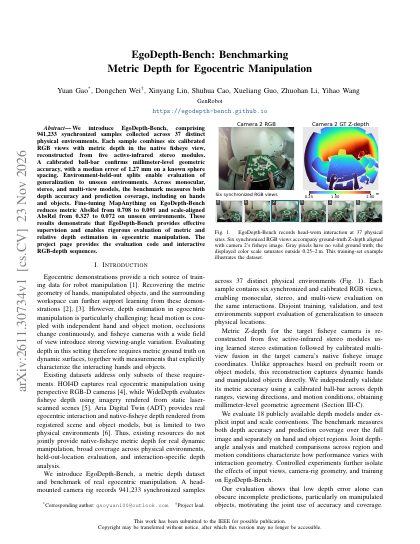 EgoDepth-Bench: Benchmarking
Metric Depth for Egocentric Manipulation
Yuan Guo*, Dongchen Wei†, Xinyang Lin, Shuhua Cao, Xueliang Guo, Zhuohan Li, Yihao Wang
GenRobot
https://egodepth-bench.github.io
Abstract—We introduce EgoDepth-Bench, comprising
941,233 synchronized samples collected across 37 distinct
environments. Each sample combines six calibrated
RGB views with metric depth in the native fisheye view,
reconstructed from five active-infrared stereo modules.
A calibrated ball-bar confirms millimeter-level geometric
accuracy, with a median error of 1.27 mm on a known sphere
spacing. Environment-held-out splits enable evaluation
of generalization to unseen environments. Across monocular,
stereo, and multi-view models, the benchmark measures both
depth accuracy and prediction coverage, including on hands
and objects. Fine-tuning MapAnything on EgoDepth-Bench
reduces metric AbsRel from 0.708 to 0.091 and scale-aligned
AbsRel from 0.327 to 0.072 on unseen environments. These
results demonstrate that EgoDepth-Bench provides effective
supervision and enables rigorous evaluation of metric and
relative depth estimation in egocentric manipulation. The
project page provides the evaluation code and interactive
RGB-depth sequences.
I. Introduction
Egocentric demonstrations provide a rich source of training
data for robot manipulation [1]. Recovering the metric
geometry of hands, manipulated objects, and the surrounding
workspace can further support learning from these demonstrations
[2], [3]. However, depth estimation in egocentric
manipulation is particularly challenging: hand motion is coupled
with independent hand and object motion, occlusions
change continuously, and fisheye cameras with a wide field
of view introduce strong viewing-angle variation. Evaluating
depth in this setting therefore requires metric ground truth on
dynamic surfaces, together with measurements that explicitly
characterize the interacting hands and objects.
Existing datasets address only subsets of these requirements.
HOI4D captures real egocentric manipulation using
perspective RGB-D cameras [4], while WideDepth evaluates
fisheye depth using imagery rendered from static laser-scanned
scenes [5]. Aria Digital Twin (ADT) provides real
egocentric interaction and native-fisheye depth rendered from
registered scene and object models, but is limited to two
physical environments [6]. Thus, existing resources do not
jointly provide native-fisheye metric depth for real dynamic
manipulation, broad coverage across physical environments,
held-out-location evaluation, and interaction-specific depth
analysis.
We introduce EgoDepth-Bench, a metric depth dataset
and benchmark of real egocentric manipulation. A head-mounted
camera rig records 941,233 synchronized samples
*Corresponding author: gaoyuan100@outlook.com †Project lead.
Camera 2 RGB
Camera 2 GT Z-depth
Six synchronized RGB views
Fig. 1. EgoDepth-Bench records head-worn interaction at 37 physical
sites. Six synchronized RGB views accompany ground-truth Z-depth aligned
with camera 2's fisheye image. Gray pixels have no valid ground truth; the
displayed color scale saturates outside 0.25–2 m. This training-set example
illustrates the dataset.
across 37 distinct physical environments (Fig. 1). Each
sample contains six synchronized and calibrated RGB views,
enabling monocular, stereo, and multi-view evaluation on
the same interactions. Disjoint training, validation, and test
environments support evaluation of generalization to unseen
physical locations.
Metric Z-depth for the target fisheye camera is reconstructed
from five active-infrared stereo modules using
learned stereo estimation followed by calibrated multi-view
fusion in the target camera's native fisheye image
coordinates. Unlike approaches based on prebuilt room or
object models, this reconstruction captures dynamic hands
and manipulated objects directly. We independently validate
its metric accuracy using a calibrated ball-bar across depth
ranges, viewing directions, and motion conditions, obtaining
millimeter-level geometric agreement (Section III-C).
We evaluate 18 publicly available depth models under explicit
input and scale conventions. The benchmark measures
both depth accuracy and prediction coverage over the full
image and separately on hand and object regions. Joint depth-angle
analysis and matched comparisons across region and
motion conditions characterize how performance varies with
interaction geometry. Controlled experiments further isolate
the effects of input views, camera-rig geometry, and training
on EgoDepth-Bench.
Our evaluation shows that low depth error alone can
obscure incomplete predictions, particularly on manipulated
objects, motivating the joint use of accuracy and coverage.
This work has been submitted to the IEEE for possible publication.
Copyright may be transferred without notice, after which this version may no longer be accessible.
arXiv:2611.30734v1 [cs.CV] 23 Nov 2026